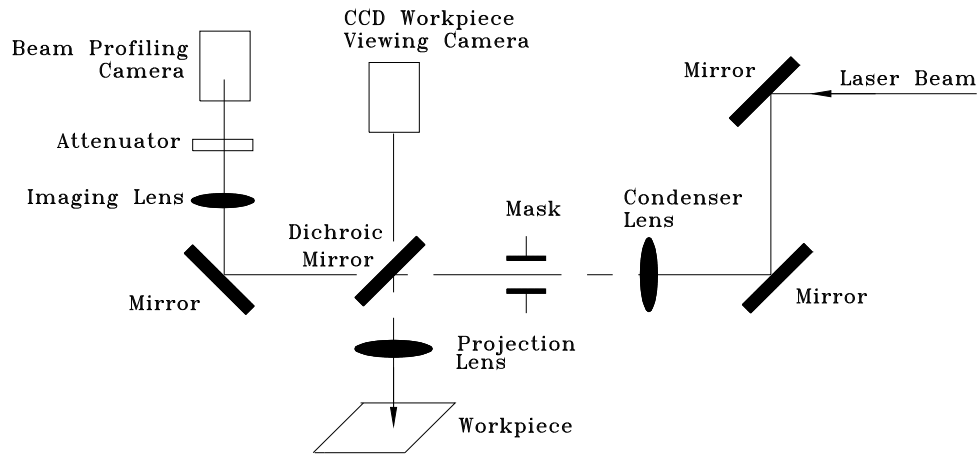 CCD Workpiece
Viewing Camera
Beam Profiling
Camera
Mirror
Laser Beam
Attenuator
Imaging Lens
Mask
Condenser
Lens
Dichroic
Mirror
Mirror
Mirror
Projection
Lens
Workpiece